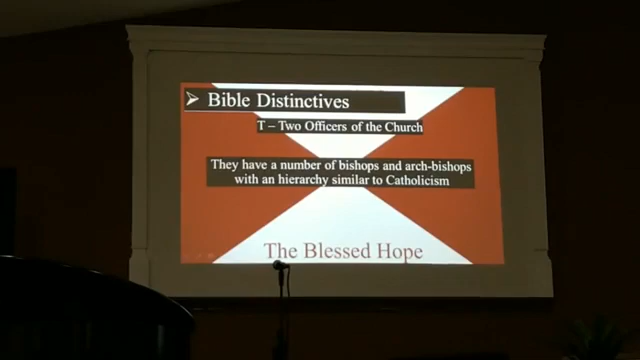 Bible Distinctives
T – Two Officers of the Church
They have a number of bishops and arch-bishops
with an hierarchy similar to Catholicism
The Blessed Hope